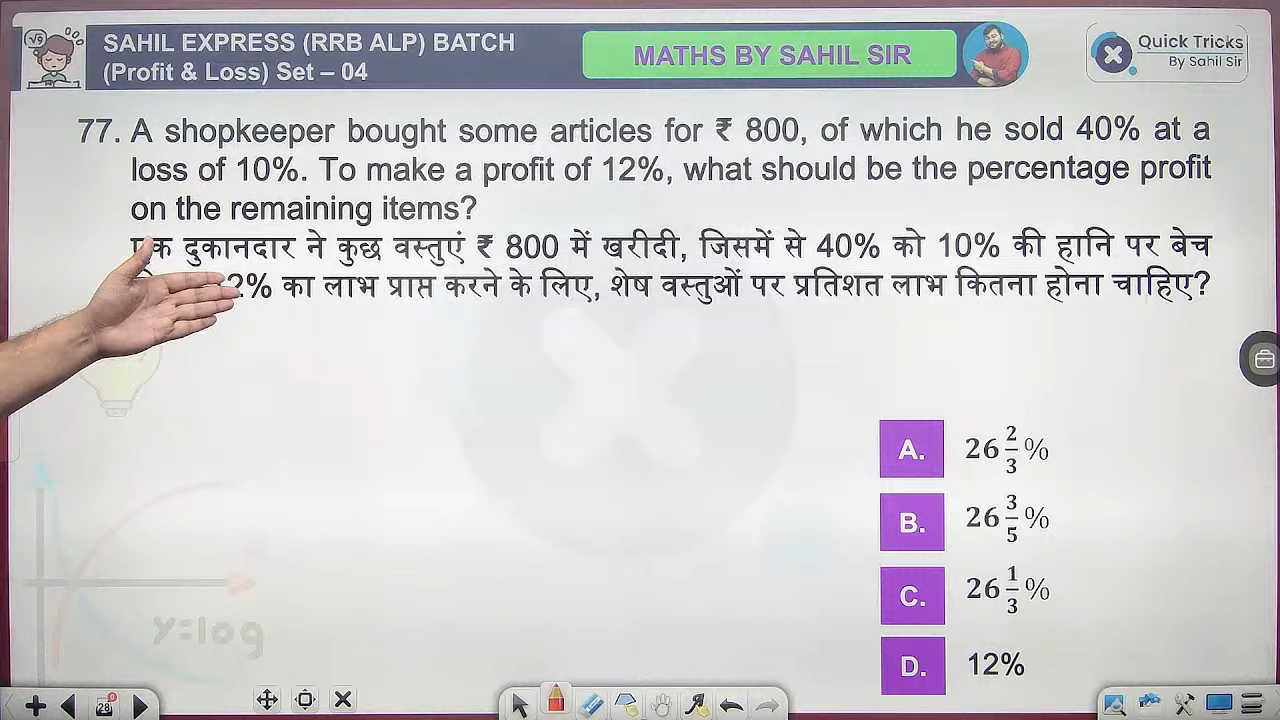 SAHIL EXPRESS (RRB ALP) BATCH
(Profit & Loss) Set – 04
MATHS BY SAHIL SIR
Quick Tricks
By Sahil Sir
77. A shopkeeper bought some articles for ₹ 800, of which he sold 40% at a
loss of 10%. To make a profit of 12%, what should be the percentage profit
on the remaining items?
एक दुकानदार ने कुछ वस्तुएं ₹ 800 में खरीदी, जिसमें से 40% को 10% की हानि पर बेच
2% का लाभ प्राप्त करने के लिए, शेष वस्तुओं पर प्रतिशत लाभ कितना होना चाहिए?
A. 26 2/3 %
B. 26 3/5 %
C. 26 1/3 %
D. 12%
y=log
28